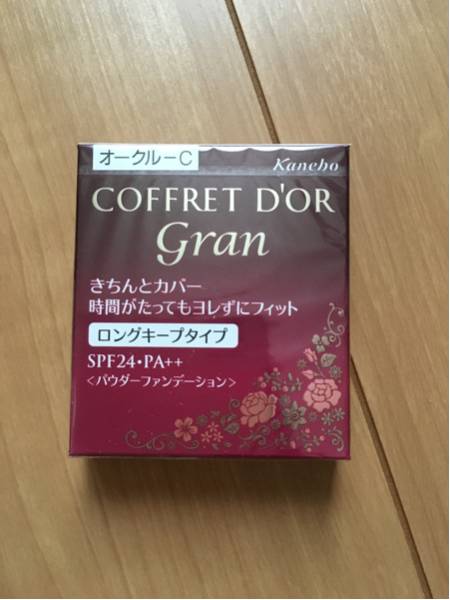 オークルーC
Kanebo
COFFRET D'OR
Gran
きちんとカバー
時間がたってもヨレずにフィット
ロングキープタイプ
SPF24・PA++
<パウダーファンデーション>